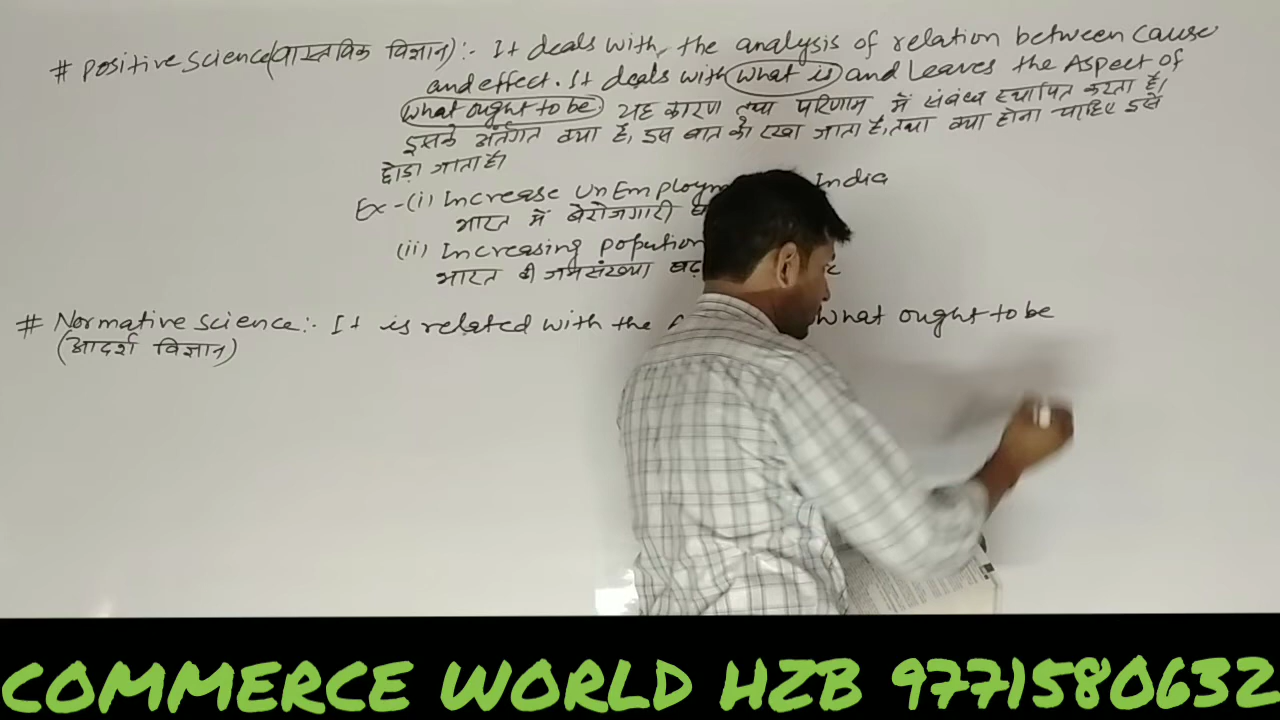 # Positive Science(वास्तविक विज्ञान):- It deals with, the analysis of relation between cause
and effect. It deals with what is and Leaves the Aspect of
what ought to be. यह कारण तथा परिणाम में संबंध स्थापित करता है।
इसके अंर्तगत क्या है, इस बात को रखा जाता है, तथा क्या होना चाहिए इसे
छोड़ा जाता है।
Ex-(i) Increase UnEmploym India
भारत में बेरोजगारी
(ii) Increasing popution
भारत की जनसंख्या बढ़
# Normative Science:- It is related with the What ought to be
(आदर्श विज्ञान)
COMMERCE WORLD HZB 9771580632